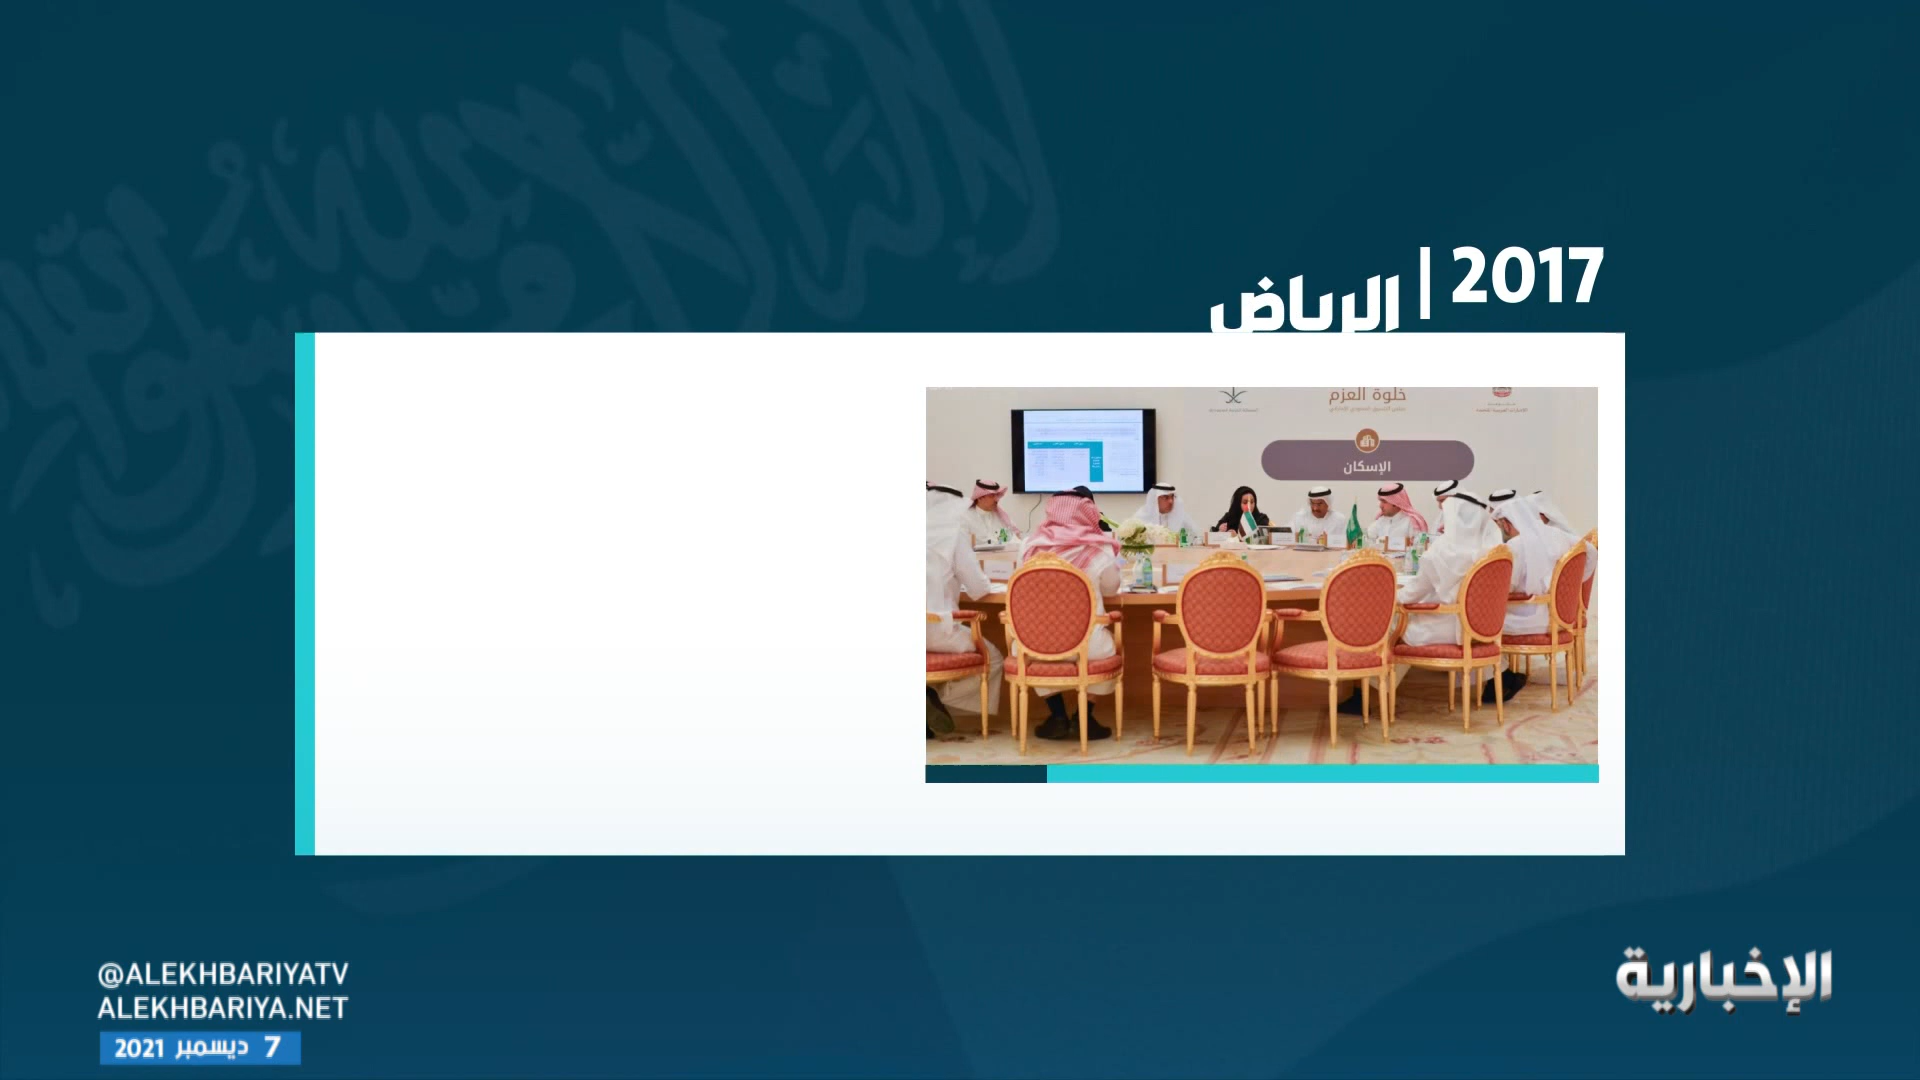 2017 | الرياض
خلوة العزم
الإسكان
@ALEKHBARIYATV
ALEKHBARIYA.NET
7 ديسمبر 2021
الإخبارية